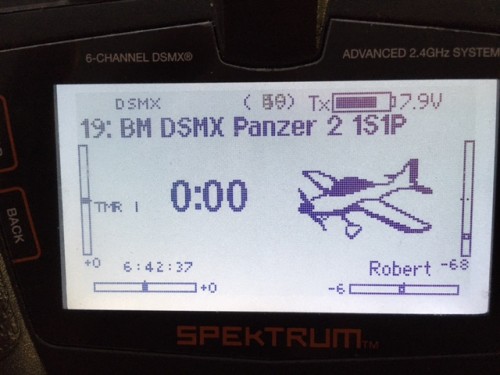 6-CHANNEL DSMX®
ADVANCED 2.4GHz SYSTEM
DSMX
Tx 7.9V
19: BM DSMX Panzer 2 1S1P
TMR 1
0:00
+0
6:42:37
Robert
-68
+0
-6
BACK
SPEKTRUM TM